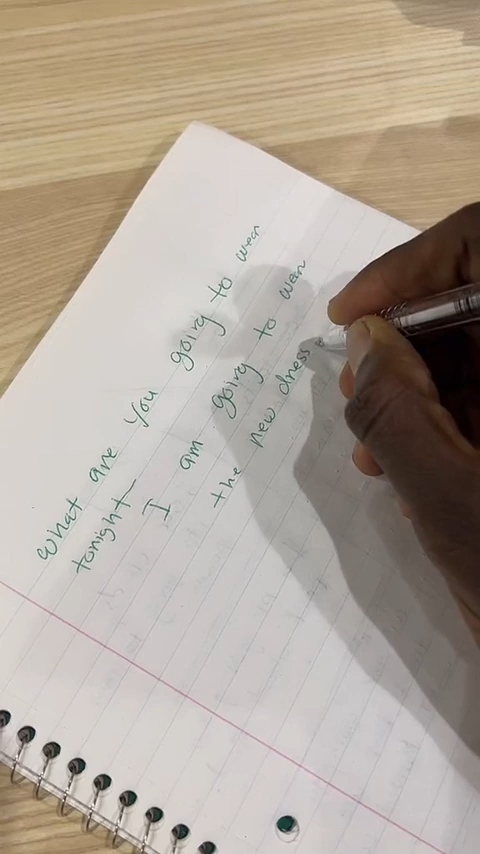 What are you going to wear
tonight
I am going to wear
the new dress